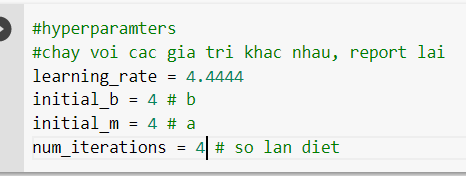 #hyperparamters
#chay voi cac gia tri khac nhau, report lai
learning_rate = 4.4444
initial_b = 4 # b
initial_m = 4 # a
num_iterations = 4 # so lan diet